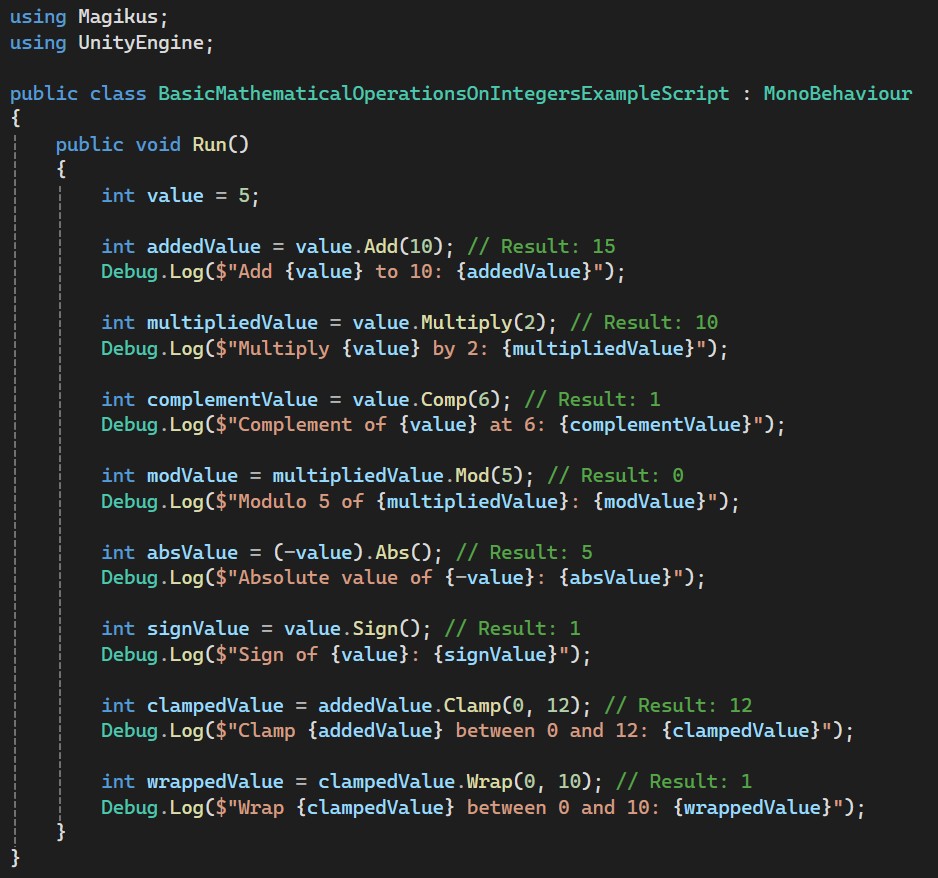 using Magikus;
using UnityEngine;

public class BasicMathematicalOperationsOnIntegersExampleScript : MonoBehaviour
{
    public void Run()
    {
        int value = 5;

        int addedValue = value.Add(10); // Result: 15
        Debug.Log($"Add {value} to 10: {addedValue}");

        int multipliedValue = value.Multiply(2); // Result: 10
        Debug.Log($"Multiply {value} by 2: {multipliedValue}");

        int complementValue = value.Comp(6); // Result: 1
        Debug.Log($"Complement of {value} at 6: {complementValue}");

        int modValue = multipliedValue.Mod(5); // Result: 0
        Debug.Log($"Modulo 5 of {multipliedValue}: {modValue}");

        int absValue = (-value).Abs(); // Result: 5
        Debug.Log($"Absolute value of {-value}: {absValue}");

        int signValue = value.Sign(); // Result: 1
        Debug.Log($"Sign of {value}: {signValue}");

        int clampedValue = addedValue.Clamp(0, 12); // Result: 12
        Debug.Log($"Clamp {addedValue} between 0 and 12: {clampedValue}");

        int wrappedValue = clampedValue.Wrap(0, 10); // Result: 1
        Debug.Log($"Wrap {clampedValue} between 0 and 10: {wrappedValue}");
    }
}